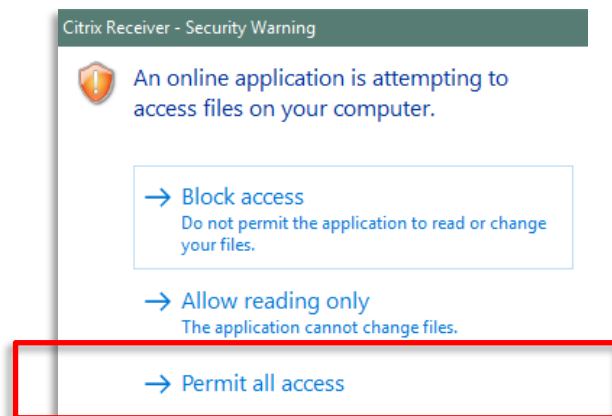 Citrix Receiver - Security Warning
An online application is attempting to
access files on your computer.
→ Block access
Do not permit the application to read or change
your files.
→ Allow reading only
The application cannot change files.
→ Permit all access